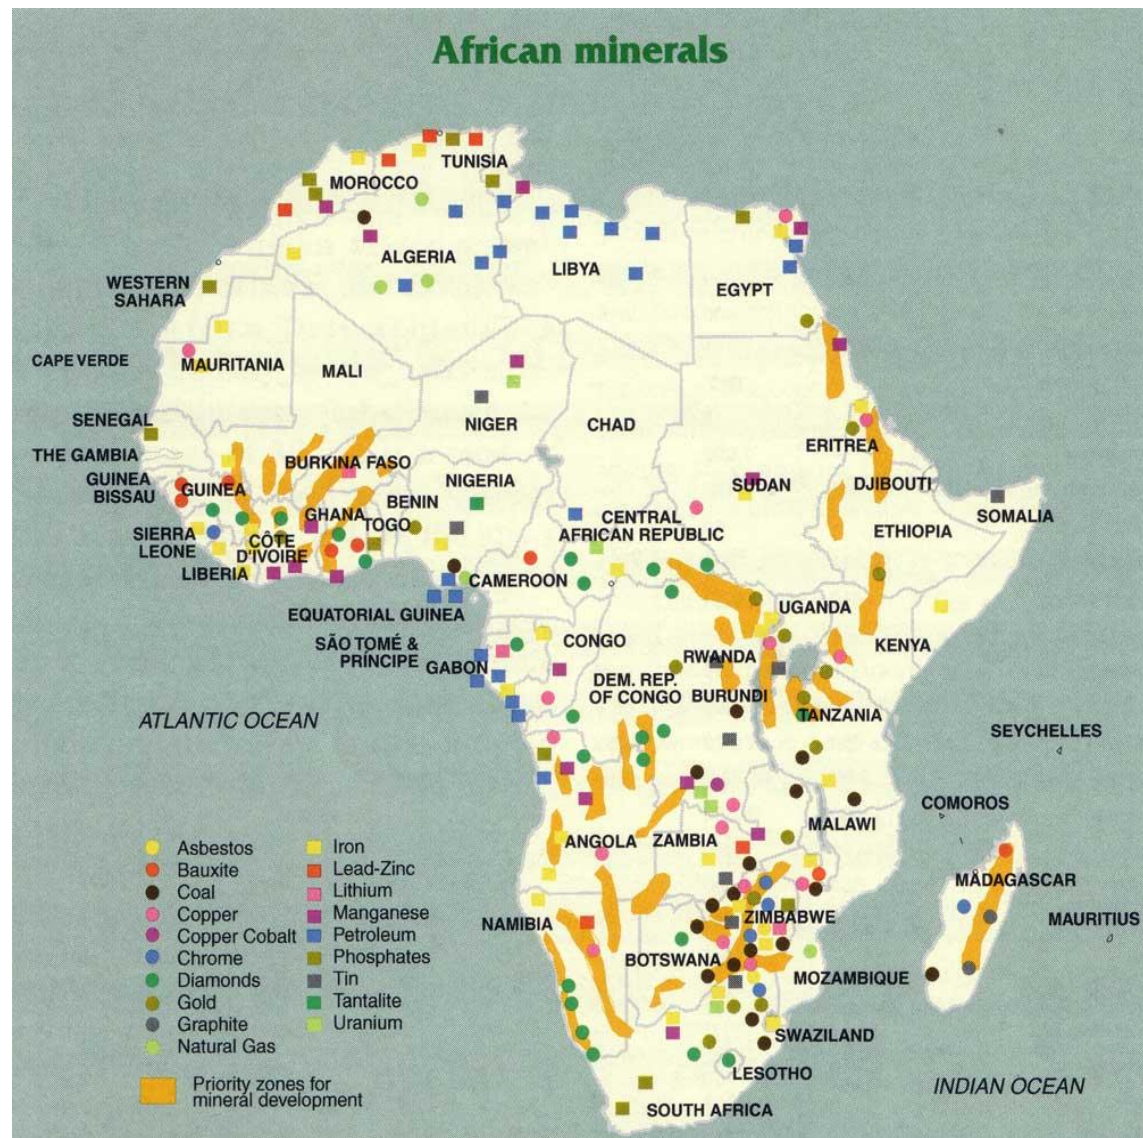 African minerals
TUNISIA
MOROCCO
ALGERIA
LIBYA
EGYPT
WESTERN
SAHARA
CAPE VERDE
MAURITANIA
MALI
NIGER
CHAD
SENEGAL
ERITREA
THE GAMBIA
BURKINA FASO
GUINEA
BISSAU
GUINEA
NIGERIA
SUDAN
DJIBOUTI
BENIN
GHANA
TOGO
SOMALIA
CENTRAL
AFRICAN REPUBLIC
ETHIOPIA
SIERRA
LEONE
CÔTE
D'IVOIRE
LIBERIA
CAMEROON
EQUATORIAL GUINEA
UGANDA
SÃO TOMÉ &
PRÍNCIPE
CONGO
KENYA
GABON
RWANDA
DEM. REP.
OF CONGO
BURUNDI
TANZANIA
ATLANTIC OCEAN
SEYCHELLES
COMOROS
MALAWI
ANGOLA
ZAMBIA
MADAGASCAR
MAURITIUS
NAMIBIA
ZIMBABWE
BOTSWANA
MOZAMBIQUE
SWAZILAND
LESOTHO
SOUTH AFRICA
INDIAN OCEAN
Asbestos
Bauxite
Coal
Copper
Copper Cobalt
Chrome
Diamonds
Gold
Graphite
Natural Gas
Iron
Lead-Zinc
Lithium
Manganese
Petroleum
Phosphates
Tin
Tantalite
Uranium
Priority zones for
mineral development